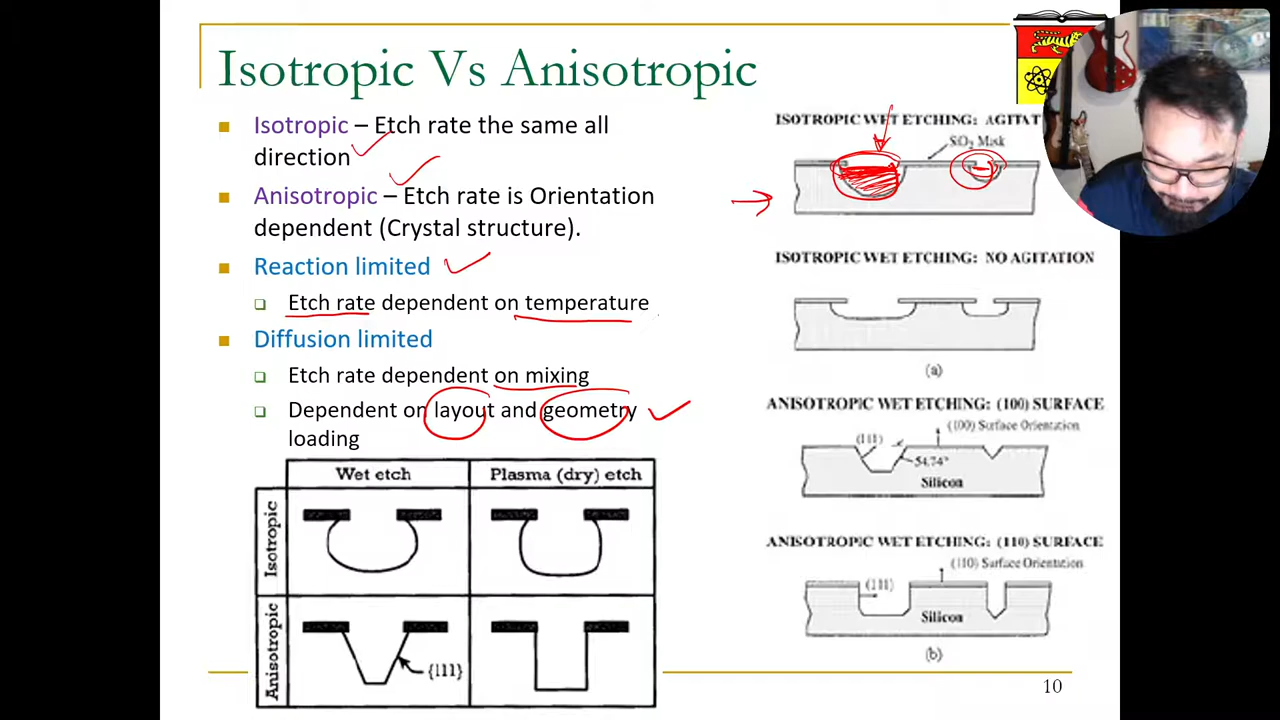 Isotropic Vs Anisotropic
Isotropic – Etch rate the same all
direction
Anisotropic – Etch rate is Orientation
dependent (Crystal structure).
Reaction limited
Etch rate dependent on temperature
Diffusion limited
Etch rate dependent on mixing
Dependent on layout and geometry
loading
Wet etch
Plasma (dry) etch
Isotropic
Anisotropic
{111}
ISOTROPIC WET ETCHING: AGITAT
SiO₂ Mask
ISOTROPIC WET ETCHING: NO AGITATION
(a)
ANISOTROPIC WET ETCHING: (100) SURFACE
(100) Surface Orientation
(111)
54.74°
Silicon
ANISOTROPIC WET ETCHING: (110) SURFACE
(110) Surface Orientation
(111)
Silicon
(b)
10